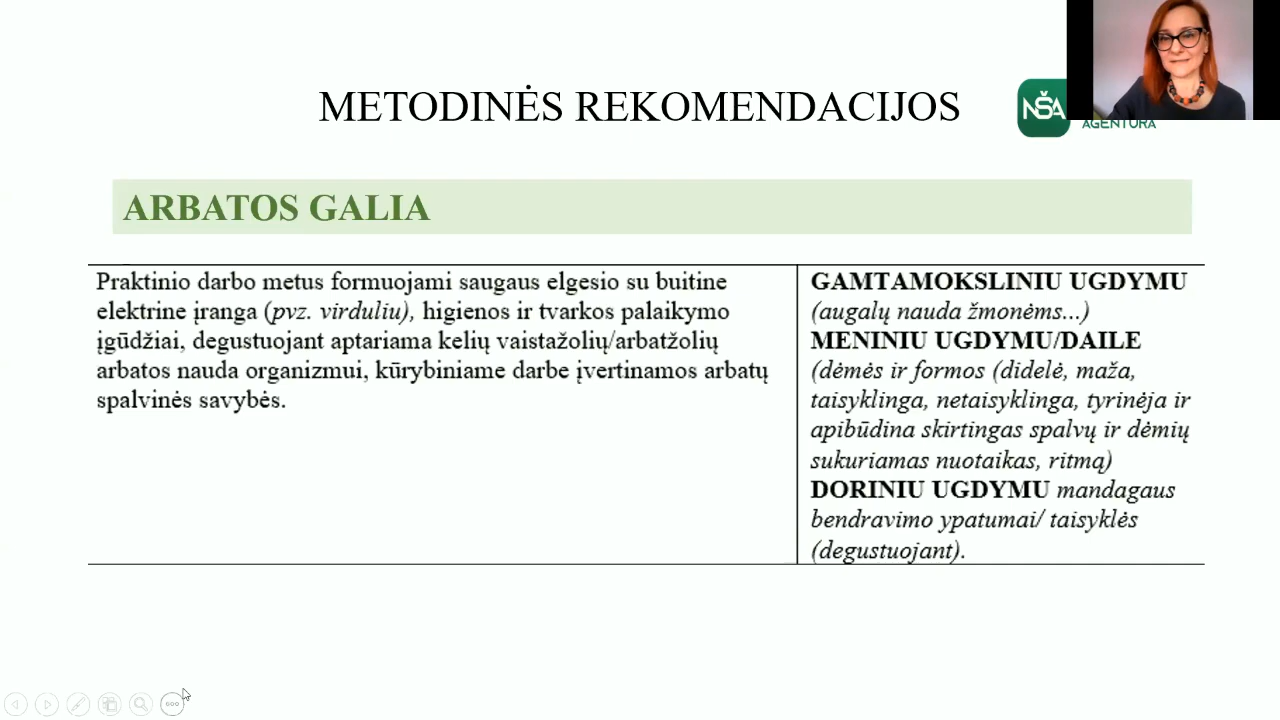 METODINĖS REKOMENDACIJOS
NŠA
AGENTŪRA
ARBATOS GALIA
Praktinio darbo metus formuojami saugaus elgesio su buitine
elektrine įranga (pvz. virduliu), higienos ir tvarkos palaikymo
įgūdžiai, degustuojant aptariama kelių vaistažolių/arbatžolių
arbatos nauda organizmui, kūrybiniame darbe įvertinamos arbatų
spalvinės savybės.
GAMTAMOKSLINIU UGDYMU
(augalų nauda žmonėms...)
MENINIU UGDYMU/DAILE
(dėmės ir formos (didelė, maža,
taisyklinga, netaisyklinga, tyrinėja ir
apibūdina skirtingas spalvų ir dėmių
sukuriamas nuotaikas, ritmą)
DORINIU UGDYMU mandagaus
bendravimo ypatumai/ taisyklės
(degustuojant).